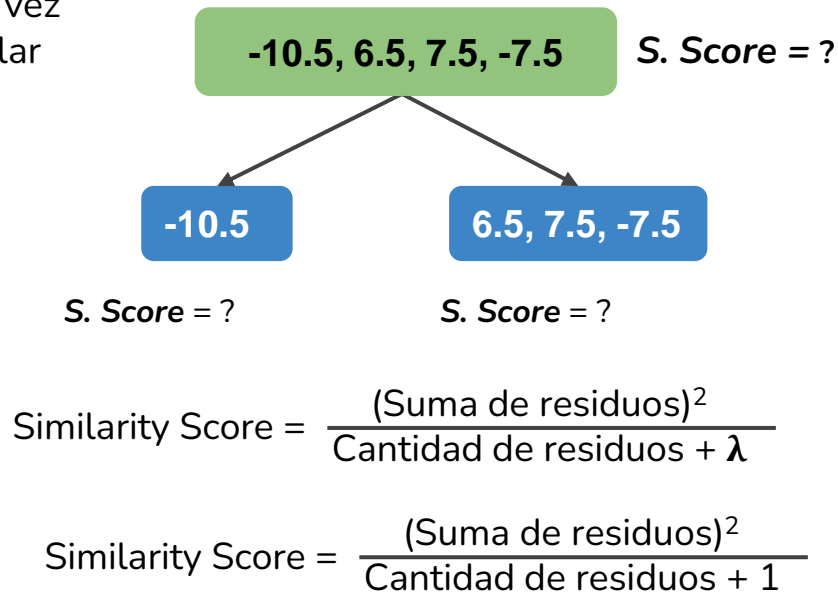 vez
lar
-10.5, 6.5, 7.5, -7.5
S. Score = ?
-10.5
6.5, 7.5, -7.5
S. Score = ?
S. Score = ?
Similarity Score = (Suma de residuos)²
Cantidad de residuos + λ
Similarity Score = (Suma de residuos)²
Cantidad de residuos + 1